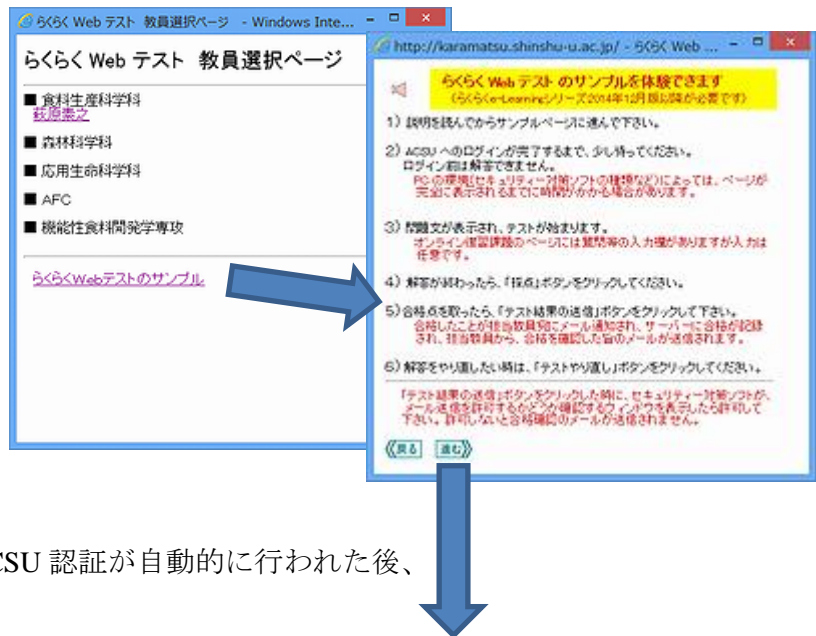 らくらく Web テスト 教員選択ページ - Windows Inte...
らくらく Web テスト 教員選択ページ
■ 食料生産科学科
萩原素之
■ 森林科学科
■ 応用生命科学科
■ AFC
■ 機能性食料開発学専攻
らくらくWebテストのサンプル
http://karamatsu.shinshu-u.ac.jp/ - らくらく Web ...
らくらく Web テスト のサンプルを体験できます
(らくらくe-Learningシリーズ2014年12月版以降が必要です)
1) 説明を読んでからサンプルページに進んで下さい。
2) ACSU へのログインが完了するまで、少し待ってください。
ログイン前は解答できません。
PC の環境(セキュリティー対策ソフトの種類など)によっては、ページが
完全に表示されるまでに時間がかかる場合があります。
3) 問題文が表示され、テストが始まります。
オンライン復習課題のページには質問等の入力欄がありますが入力は
任意です。
4) 解答が終わったら、「採点」ボタンをクリックしてください。
5)合格点を取ったら、「テスト結果の送信」ボタンをクリックして下さい。
合格したことが担当教員宛にメール通知され、サーバーに合格が記録
され、担当教員から、合格を確認した旨のメールが送信されます。
6) 解答をやり直したい時は、「テストやり直し」ボタンをクリックしてください。
「テスト結果の送信」ボタンをクリックした時に、セキュリティー対策ソフトが、
メール送信を許可するかどうか確認するウィンドウを表示したら許可して
下さい。許可しないと合格確認のメールが送信されません。
戻る 進む
CSU 認証が自動的に行われた後、